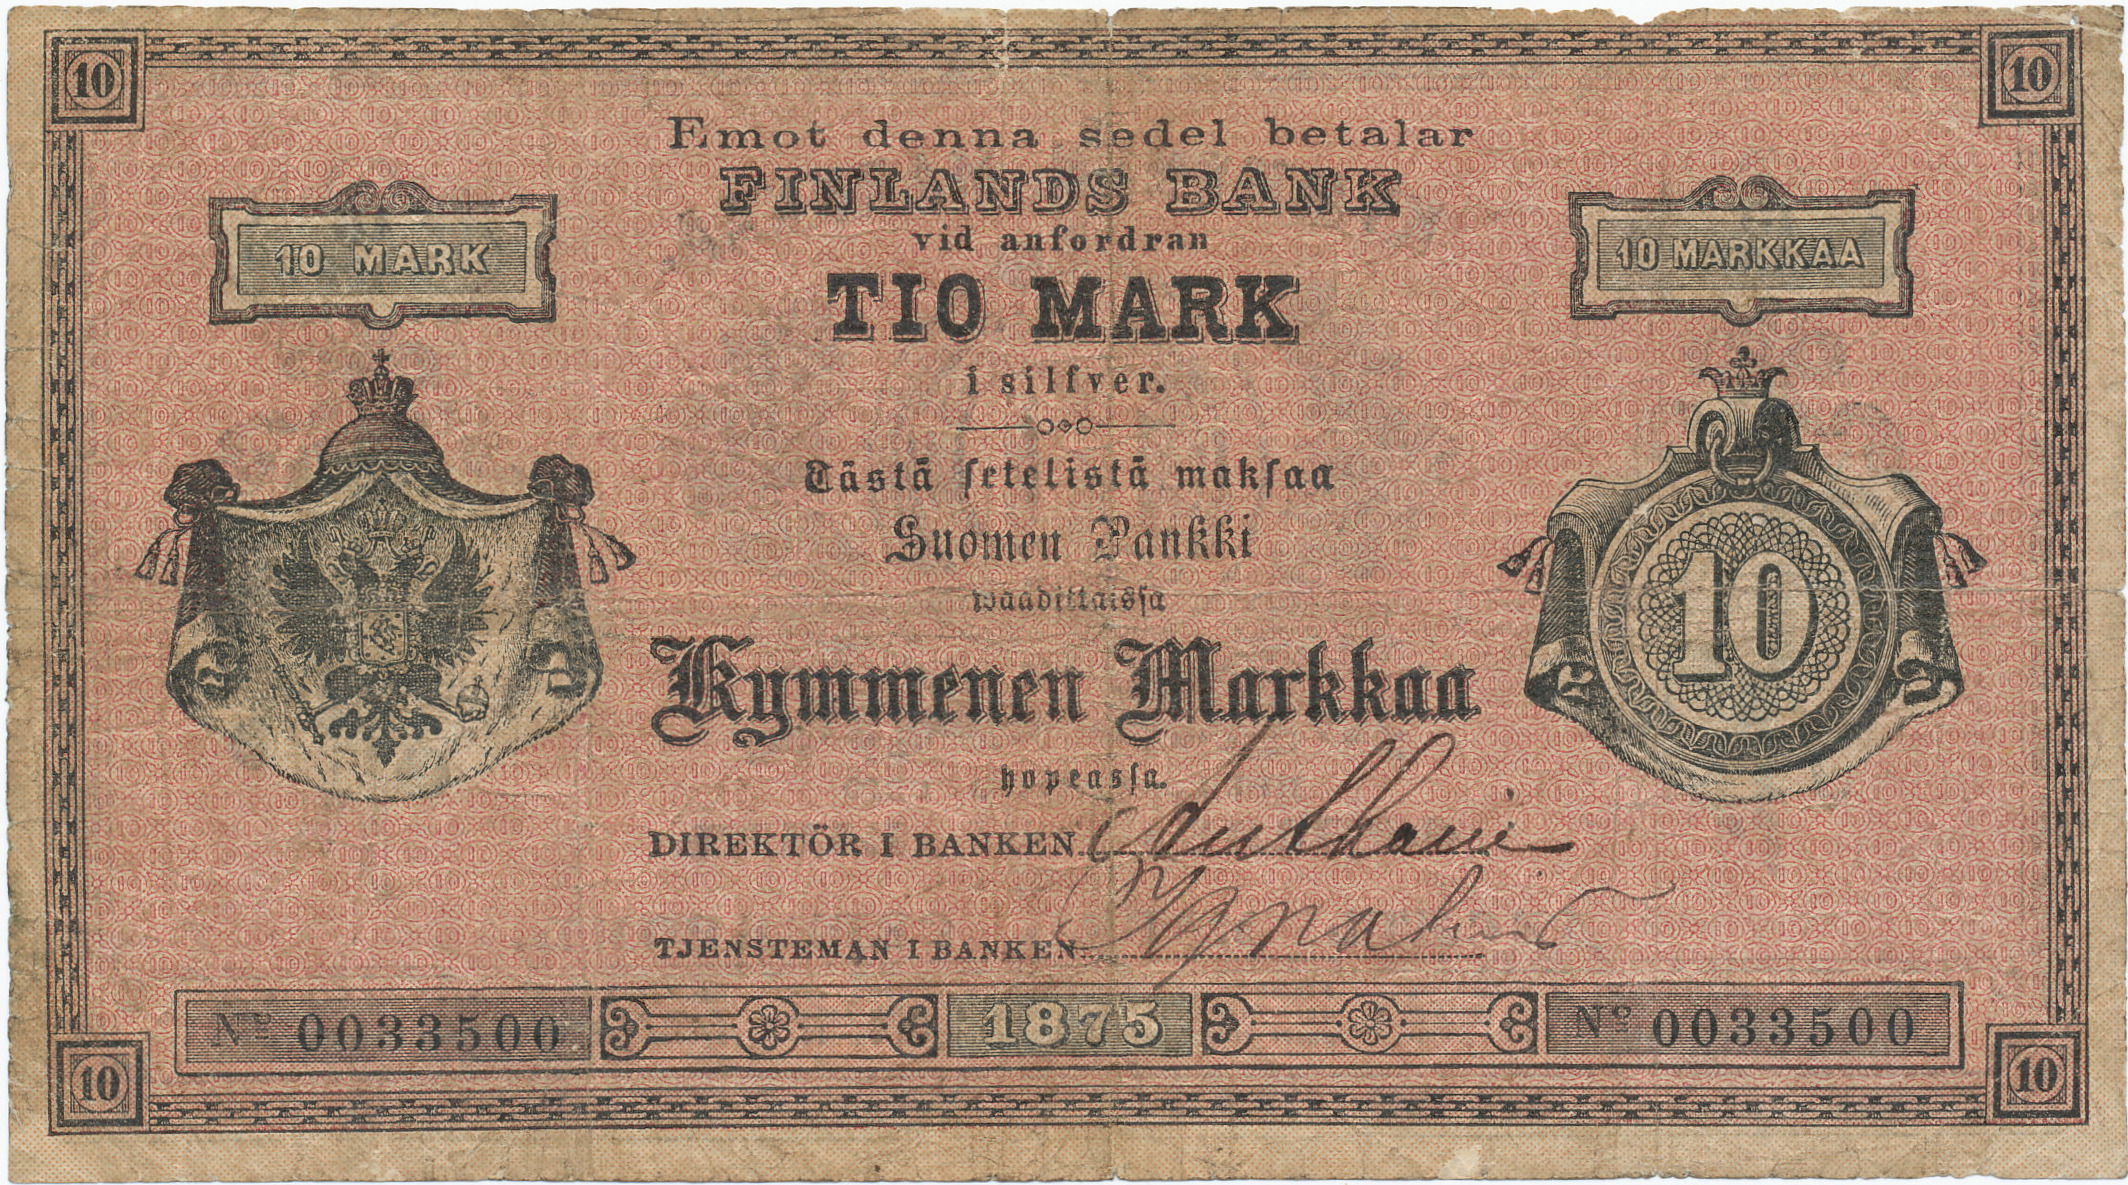 10
10
Emot denna sedel betalar
FINLANDS BANK
vid anfordran
10 MARK
10 MARKKAA
TIO MARK
i silfver.
Tästä setelistä maksaa
Suomen Pankki
waadittaissa
10
Kymmenen Markkaa
hopeassa.
DIREKTÖR I BANKEN
TJENSTEMAN I BANKEN
No 0033500
1875
No 0033500
10
10